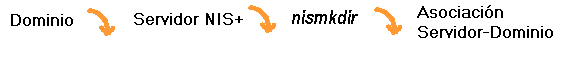 Dominio
Servidor NIS+
nismkdir
Asociación
Servidor-Dominio